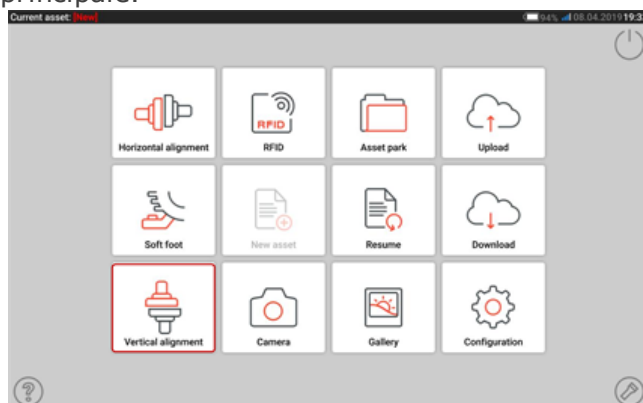 principale.
Current asset: [New]
94% 08.04.2019 19:3
Horizontal alignment
RFID
RFID
Asset park
Upload
Soft foot
New asset
Resume
Download
Vertical alignment
Camera
Gallery
Configuration
?